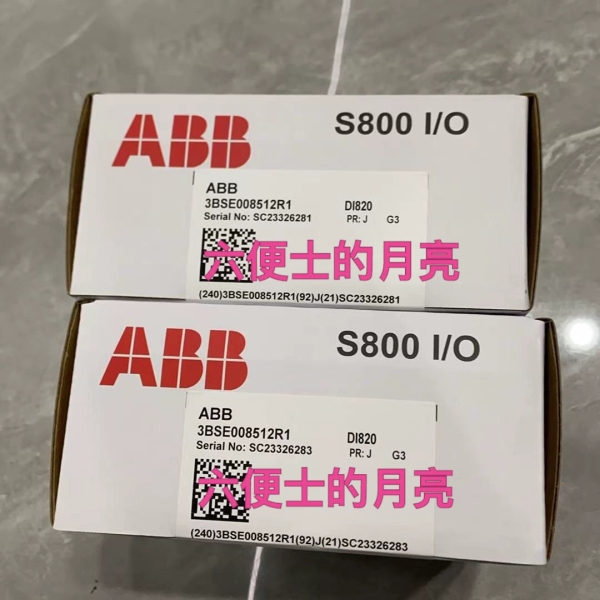 ABB
S800 I/O
ABB
3BSE008512R1 DI820
Serial No: SC23326281 PR: J G3
六便士的月亮
(240)3BSE008512R1(92)J(21)SC23326281
ABB
S800 I/O
ABB
3BSE008512R1 DI820
Serial No: SC23326283 PR: J G3
六便士的月亮
(240)3BSE008512R1(92)J(21)SC23326283